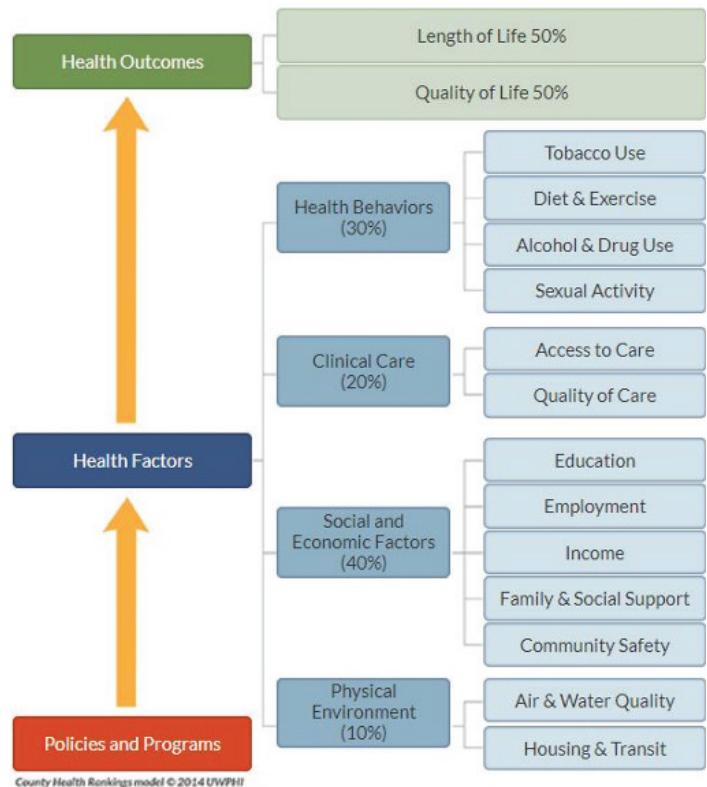 Health Outcomes
Length of Life 50%
Quality of Life 50%
Health Behaviors
(30%)
Tobacco Use
Diet & Exercise
Alcohol & Drug Use
Sexual Activity
Clinical Care
(20%)
Access to Care
Quality of Care
Health Factors
Social and
Economic Factors
(40%)
Education
Employment
Income
Family & Social Support
Community Safety
Physical
Environment
(10%)
Air & Water Quality
Housing & Transit
Policies and Programs
County Health Rankings model © 2014 UWPHI